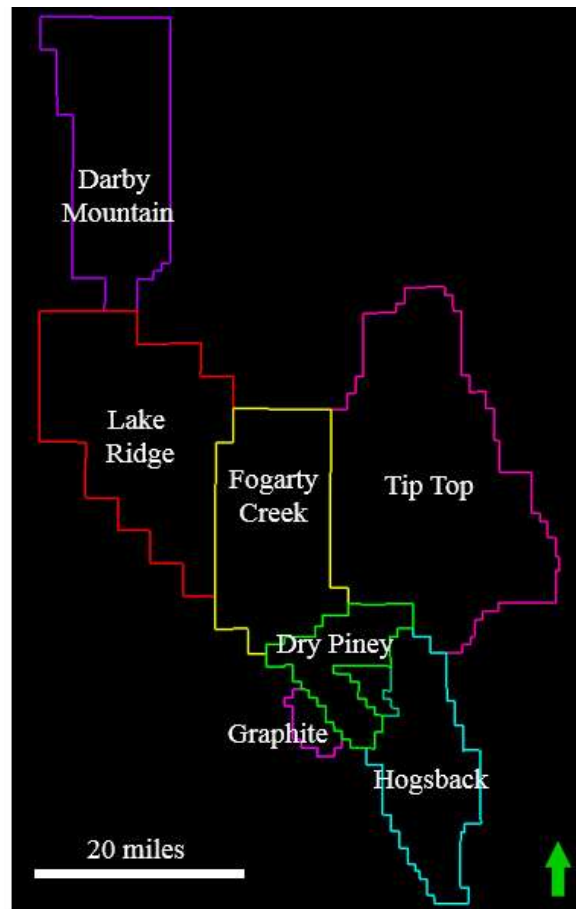 Darby
Mountain
Lake
Ridge
Fogarty
Creek
Tip Top
Dry Piney
Graphite
Hogsback
20 miles